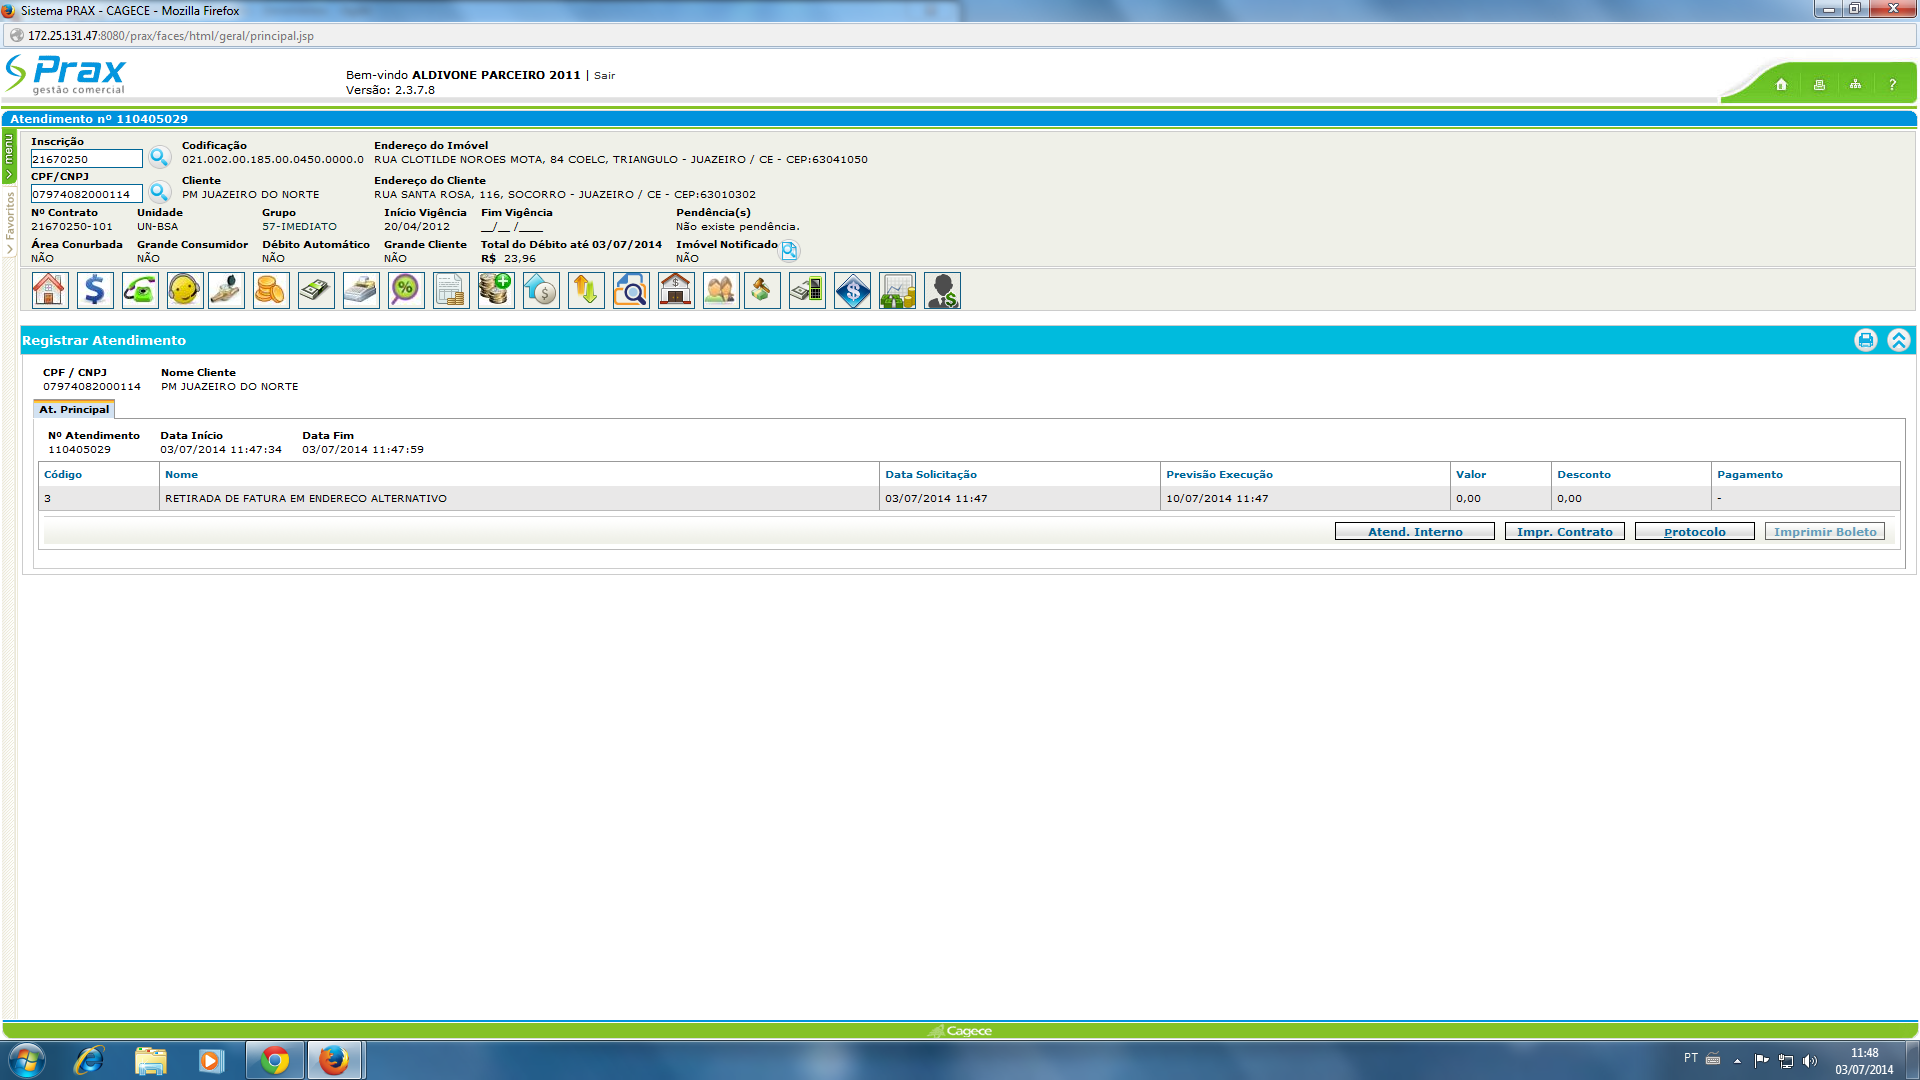 Sistema PRAX - CAGECE - Mozilla Firefox
172.25.131.47:8080/prax/faces/html/geral/principal.jsp
Prax
gestão comercial
Bem-vindo ALDIVONE PARCEIRO 2011 | Sair
Versão: 2.3.7.8
?
Atendimento nº 110405029
menu
Favoritos
Inscrição Codificação Endereço do Imóvel
21670250 021.002.00.185.00.0450.0000.0 RUA CLOTILDE NOROES MOTA, 84 COELC, TRIANGULO - JUAZEIRO / CE - CEP:63041050
CPF/CNPJ Cliente Endereço do Cliente
07974082000114 PM JUAZEIRO DO NORTE RUA SANTA ROSA, 116, SOCORRO - JUAZEIRO / CE - CEP:63010302
Nº Contrato Unidade Grupo Início Vigência Fim Vigência Pendência(s)
21670250-101 UN-BSA 57-IMEDIATO 20/04/2012 __/__ /____ Não existe pendência.
Área Conurbada Grande Consumidor Débito Automático Grande Cliente Total do Débito até 03/07/2014 Imóvel Notificado
NÃO NÃO NÃO NÃO R$ 23,96 NÃO
Registrar Atendimento
CPF / CNPJ Nome Cliente
07974082000114 PM JUAZEIRO DO NORTE
At. Principal
Nº Atendimento Data Início Data Fim
110405029 03/07/2014 11:47:34 03/07/2014 11:47:59
Código Nome Data Solicitação Previsão Execução Valor Desconto Pagamento
3 RETIRADA DE FATURA EM ENDERECO ALTERNATIVO 03/07/2014 11:47 10/07/2014 11:47 0,00 0,00 -
Atend. Interno Impr. Contrato Protocolo Imprimir Boleto
Cagece
PT 11:48
03/07/2014